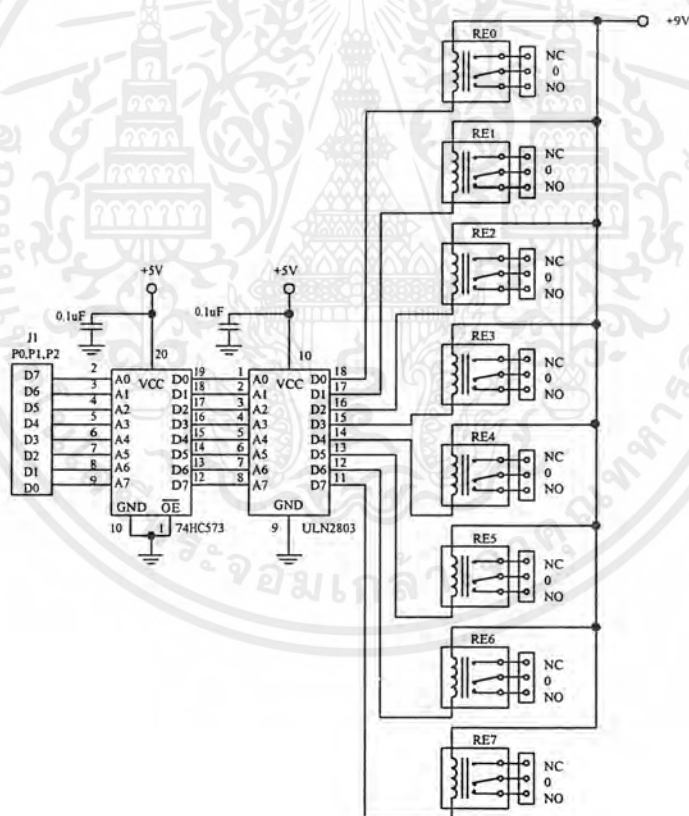 +9V
RE0
NC
0
NO
RE1
NC
0
NO
RE2
NC
0
NO
RE3
NC
0
NO
RE4
NC
0
NO
RE5
NC
0
NO
RE6
NC
0
NO
RE7
NC
0
NO
+5V
+5V
0.1uF
0.1uF
J1
P0,P1,P2
20
10
VCC
VCC
D7 2 A0 D0 19 1 A0 D0 18
D6 3 A1 D1 18 2 A1 D1 17
D5 4 A2 D2 17 3 A2 D2 16
D4 5 A3 D3 16 4 A3 D3 15
D3 6 A4 D4 15 5 A4 D4 14
D2 7 A5 D5 14 6 A5 D5 13
D1 8 A6 D6 13 7 A6 D6 12
D0 9 A7 D7 12 8 A7 D7 11
GND OE GND
10 1 74HC573 9 ULN2803